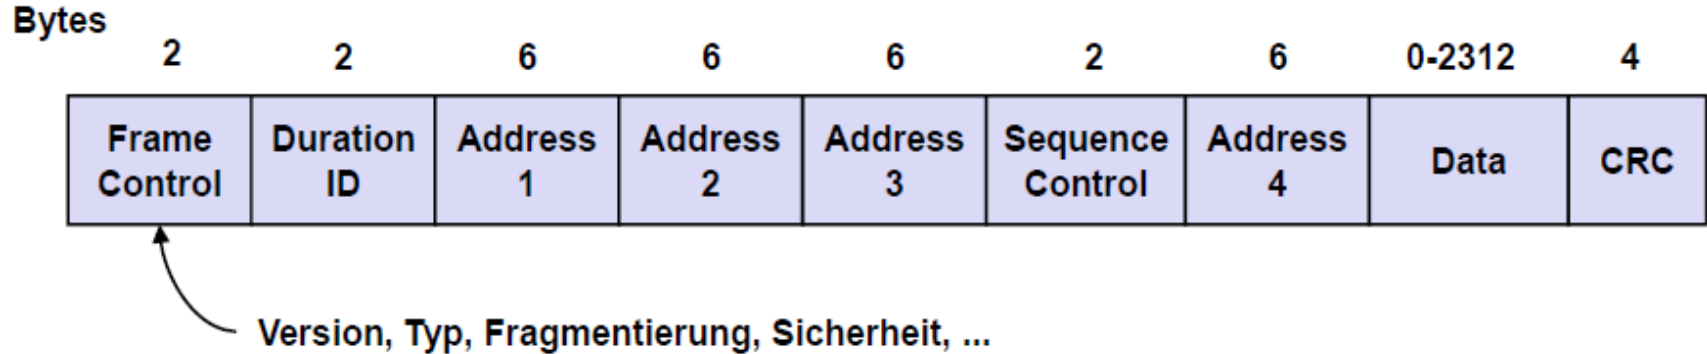 Bytes
2 2 6 6 6 2 6 0-2312 4
Frame Control
Duration ID
Address 1
Address 2
Address 3
Sequence Control
Address 4
Data
CRC
Version, Typ, Fragmentierung, Sicherheit, ...